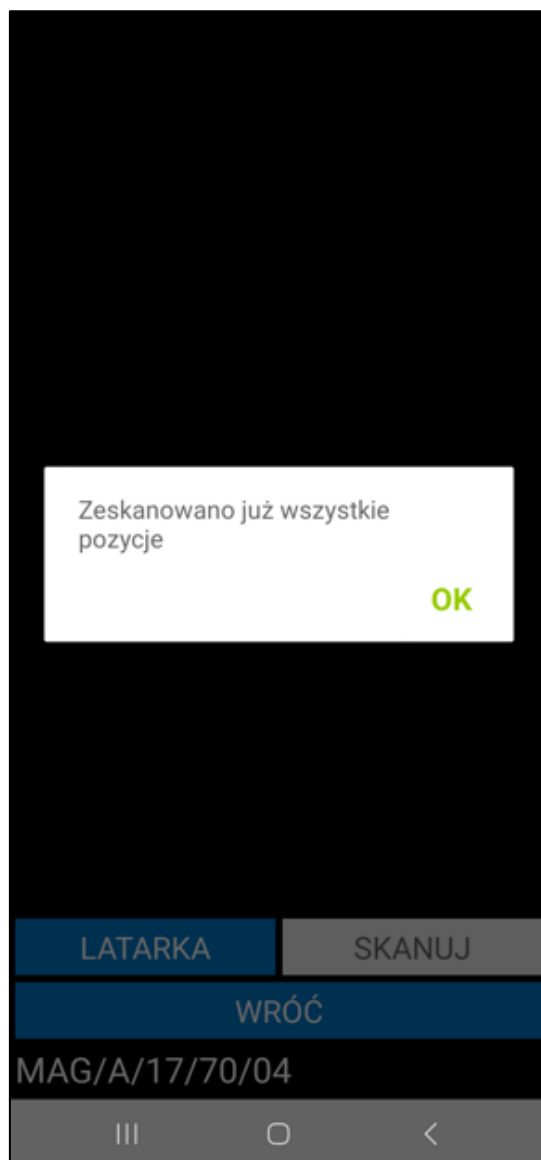 Zeskanowano już wszystkie
pozycje
OK
LATARKA SKANUJ
WRÓĆ
MAG/A/17/70/04